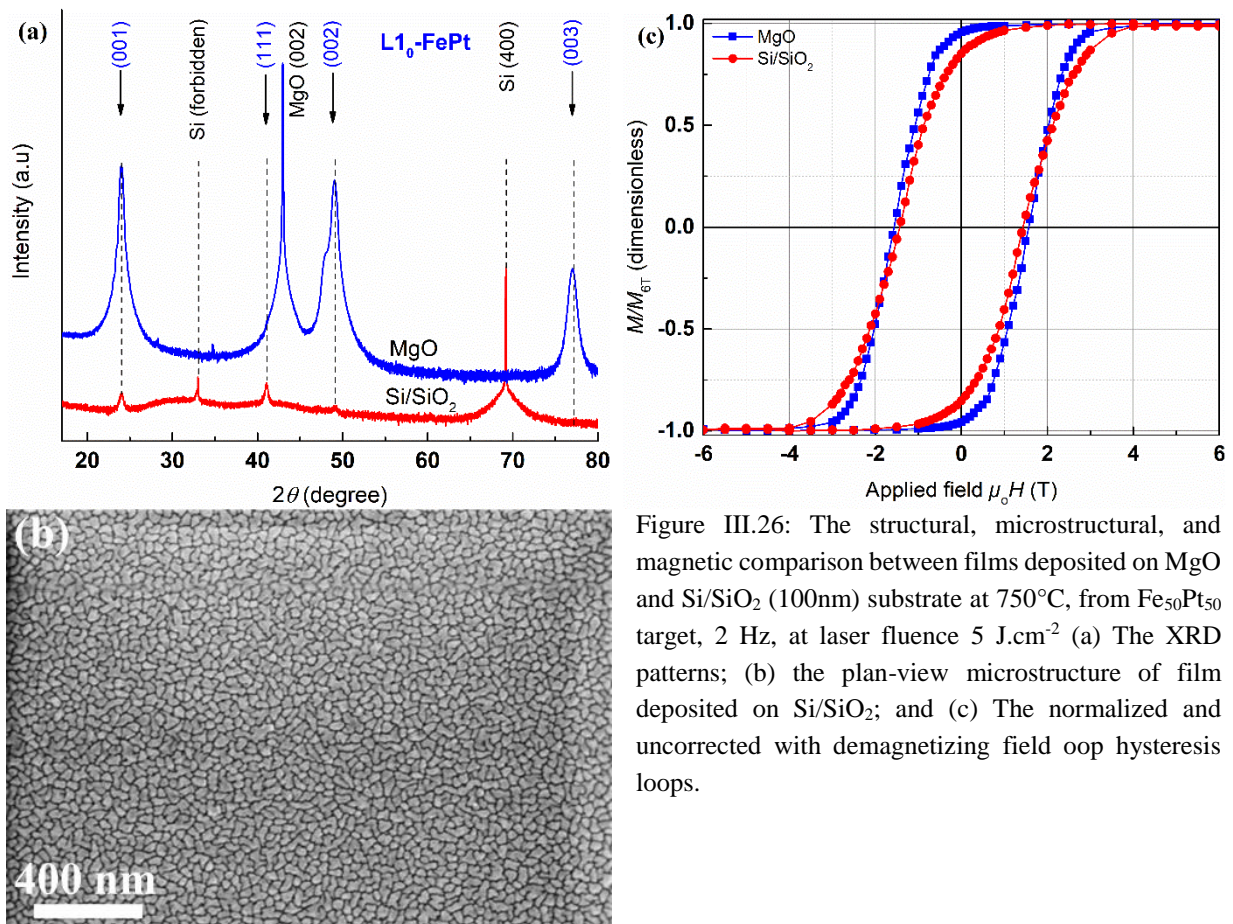 (a)
(001)
Si (forbidden)
(111)
MgO (002)
(002)
L1₀-FePt
Si (400)
(003)
Intensity (a.u)
MgO
Si/SiO₂
20 30 40 50 60 70 80
2θ (degree)
(c)
MgO
Si/SiO₂
1.0
0.5
0.0
-0.5
-1.0
M/M₆T (dimensionless)
-6 -4 -2 0 2 4 6
Applied field μ₀H (T)
(b)
400 nm
Figure III.26: The structural, microstructural, and
magnetic comparison between films deposited on MgO
and Si/SiO₂ (100nm) substrate at 750°C, from Fe₅₀Pt₅₀
target, 2 Hz, at laser fluence 5 J.cm⁻² (a) The XRD
patterns; (b) the plan-view microstructure of film
deposited on Si/SiO₂; and (c) The normalized and
uncorrected with demagnetizing field oop hysteresis
loops.